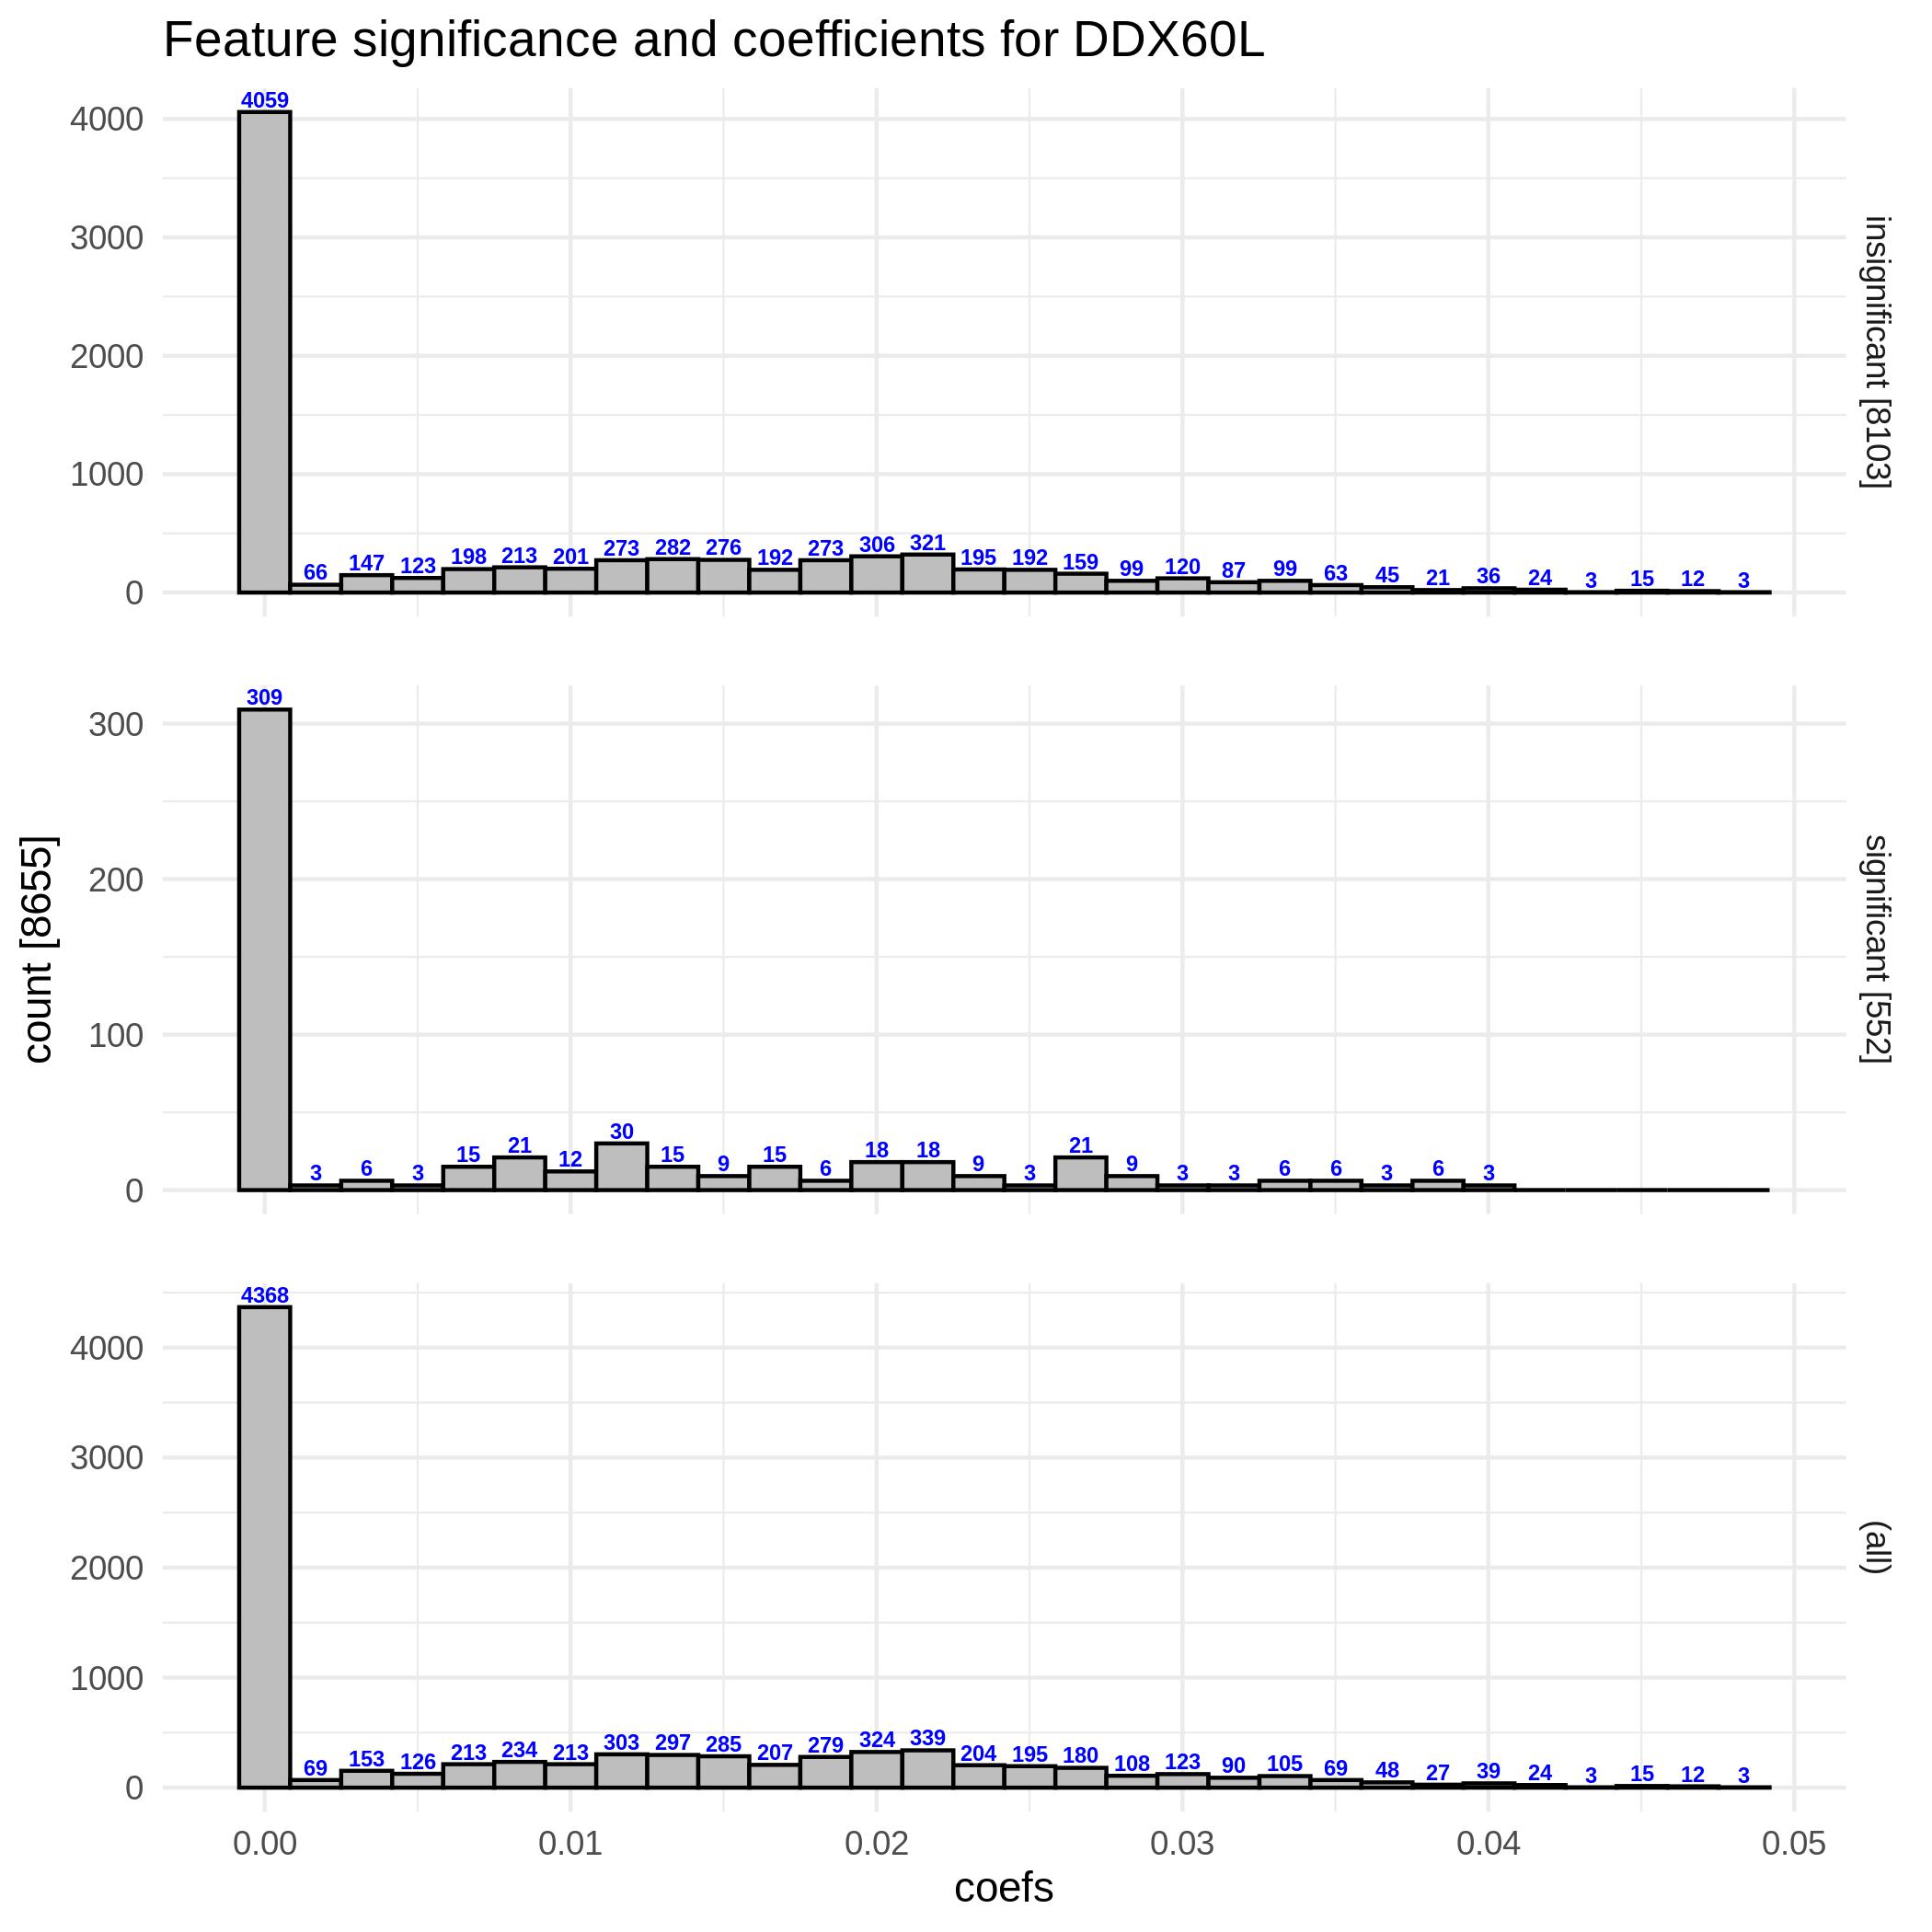 Feature significance and coefficients for DDX60L
4059
4000
3000
2000
1000
0
66 147 123 198 213 201 273 282 276 192 273 306 321 195 192 159 99 120 87 99 63 45 21 36 24 3 15 12 3
insignificant [8103]
309
300
200
100
0
3 6 3 15 21 12 30 15 9 15 6 18 18 9 3 21 9 3 3 6 6 3 6 3
significant [552]
count [8655]
4368
4000
3000
2000
1000
0
69 153 126 213 234 213 303 297 285 207 279 324 339 204 195 180 108 123 90 105 69 48 27 39 24 3 15 12 3
(all)
0.00 0.01 0.02 0.03 0.04 0.05
coefs